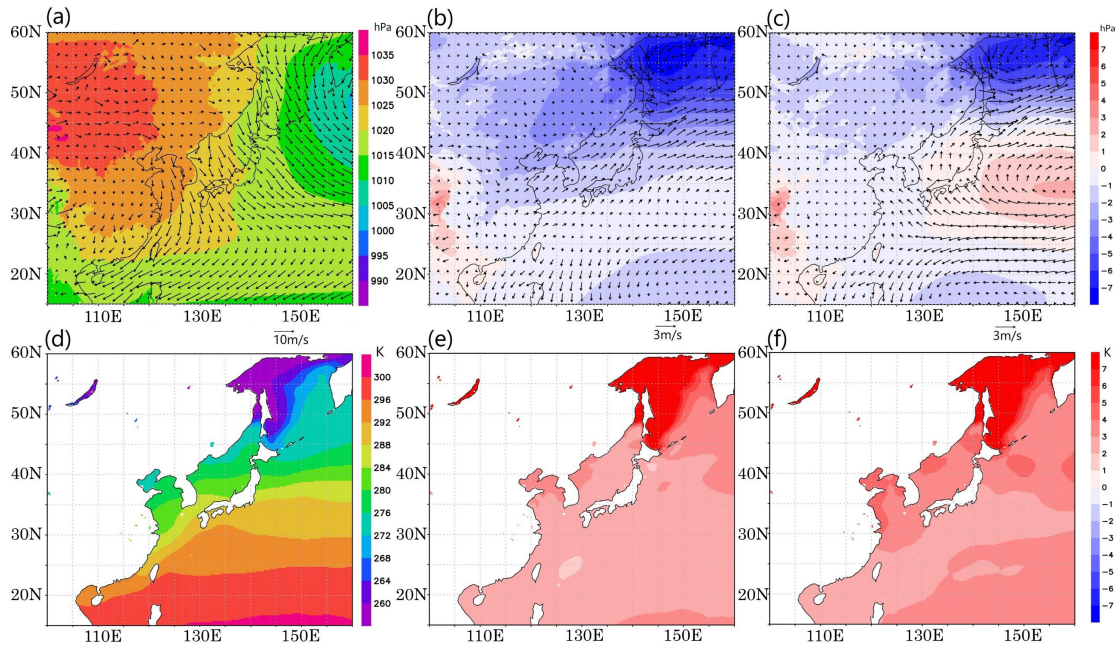 (a)
(b)
(c)
hPa
hPa
60N
50N
40N
30N
20N
110E
130E
150E
1035
1030
1025
1020
1015
1010
1005
1000
995
990
60N
50N
40N
30N
20N
110E
130E
150E
60N
50N
40N
30N
20N
110E
130E
150E
7
6
5
4
3
2
1
0
−1
−2
−3
−4
−5
−6
−7
(d)
10m/s
(e)
3m/s
(f)
3m/s
K
K
60N
50N
40N
30N
20N
110E
130E
150E
300
296
292
288
284
280
276
272
268
264
260
60N
50N
40N
30N
20N
110E
130E
150E
60N
50N
40N
30N
20N
110E
130E
150E
7
6
5
4
3
2
1
0
−1
−2
−3
−4
−5
−6
−7